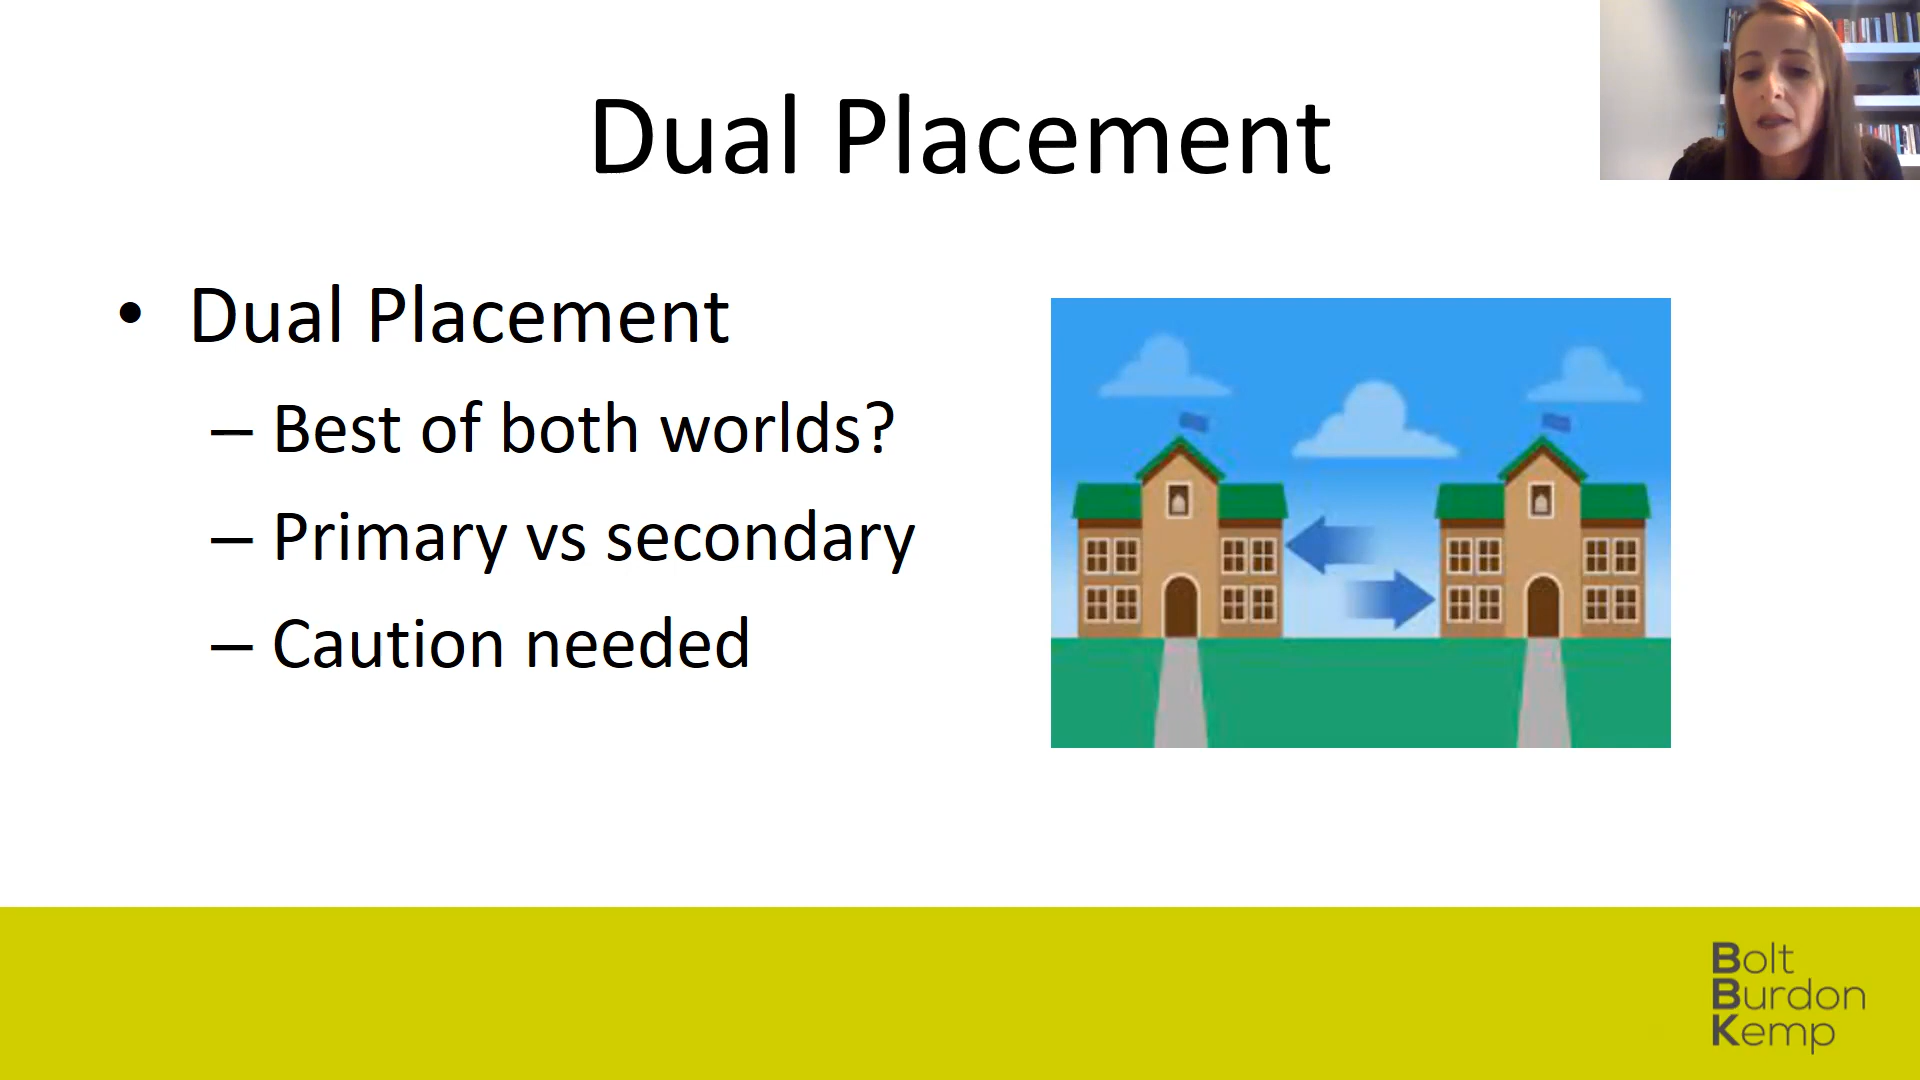 Dual Placement
• Dual Placement
– Best of both worlds?
– Primary vs secondary
– Caution needed
Bolt
Burdon
Kemp